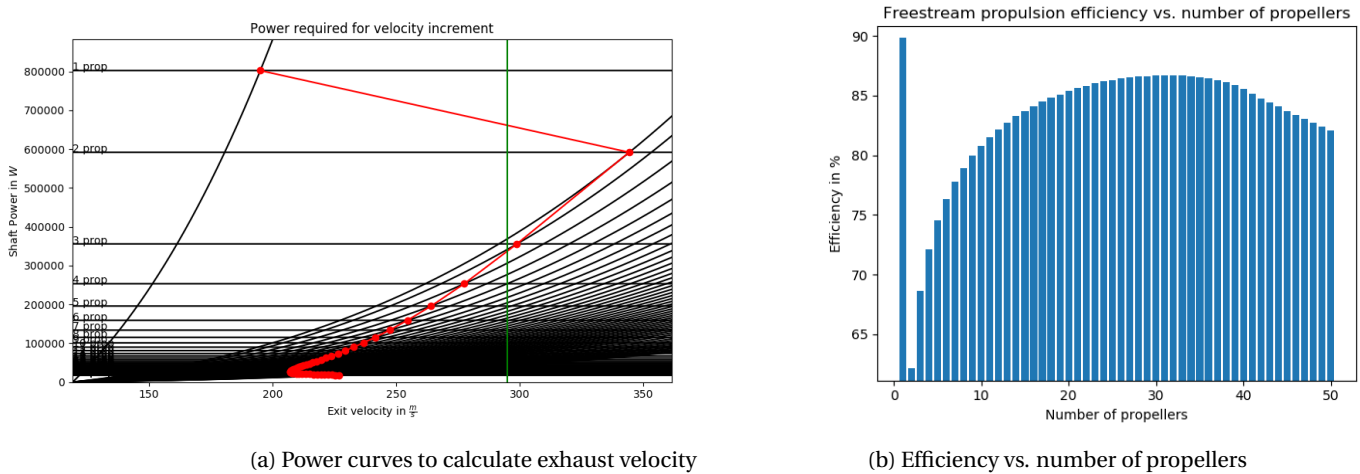 Power required for velocity increment
Shaft Power in W
800000
700000
600000
500000
400000
300000
200000
100000
0
1 prop
2 prop
3 prop
4 prop
5 prop
6 prop
7 prop
150
200
250
300
350
Exit velocity in m/s
(a) Power curves to calculate exhaust velocity
Freestream propulsion efficiency vs. number of propellers
Efficiency in %
90
85
80
75
70
65
0
10
20
30
40
50
Number of propellers
(b) Efficiency vs. number of propellers